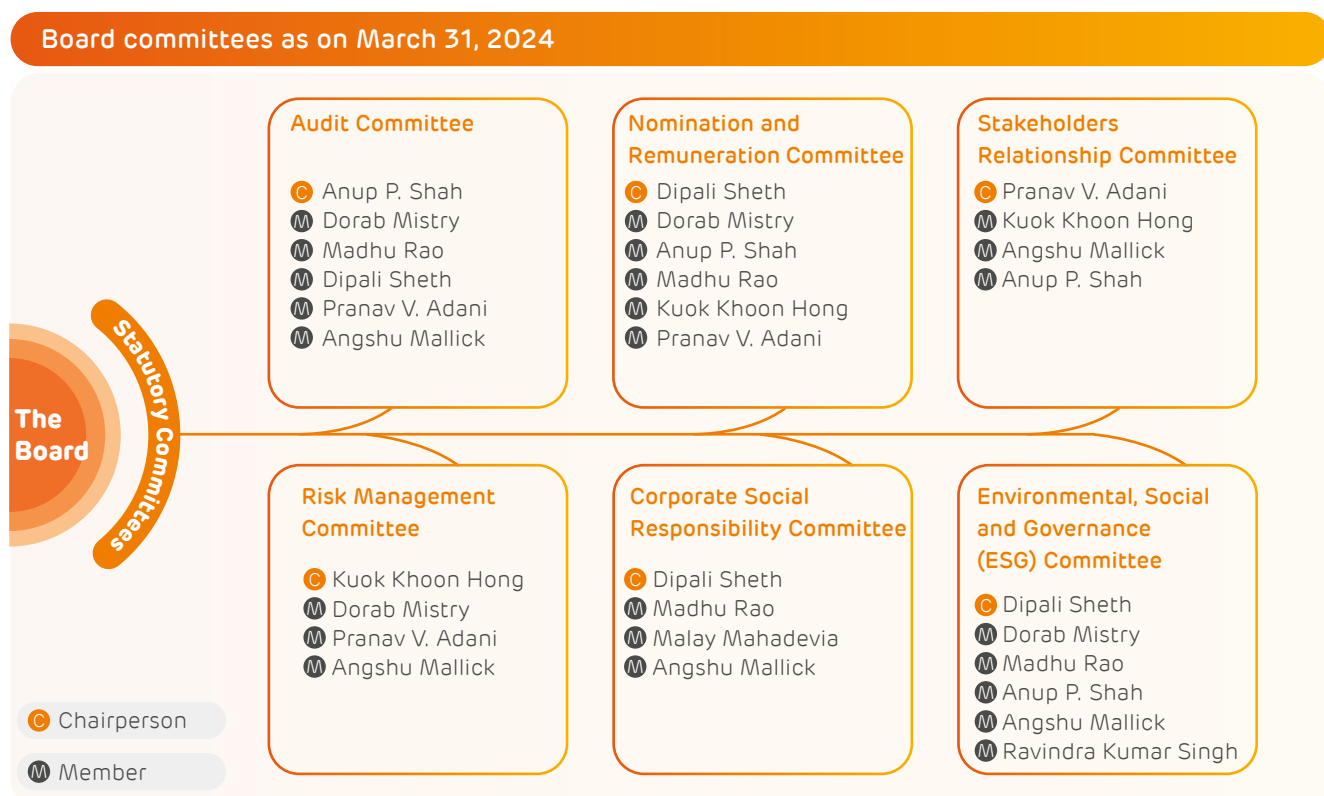 Board committees as on March 31, 2024
The
Board
Statutory Committees
Audit Committee
C Anup P. Shah
M Dorab Mistry
M Madhu Rao
M Dipali Sheth
M Pranav V. Adani
M Angshu Mallick
Nomination and
Remuneration Committee
C Dipali Sheth
M Dorab Mistry
M Anup P. Shah
M Madhu Rao
M Kuok Khoon Hong
M Pranav V. Adani
Stakeholders
Relationship Committee
C Pranav V. Adani
M Kuok Khoon Hong
M Angshu Mallick
M Anup P. Shah
Risk Management
Committee
C Kuok Khoon Hong
M Dorab Mistry
M Pranav V. Adani
M Angshu Mallick
Corporate Social
Responsibility Committee
C Dipali Sheth
M Madhu Rao
M Malay Mahadevia
M Angshu Mallick
Environmental, Social
and Governance
(ESG) Committee
C Dipali Sheth
M Dorab Mistry
M Madhu Rao
M Anup P. Shah
M Angshu Mallick
M Ravindra Kumar Singh
C Chairperson
M Member